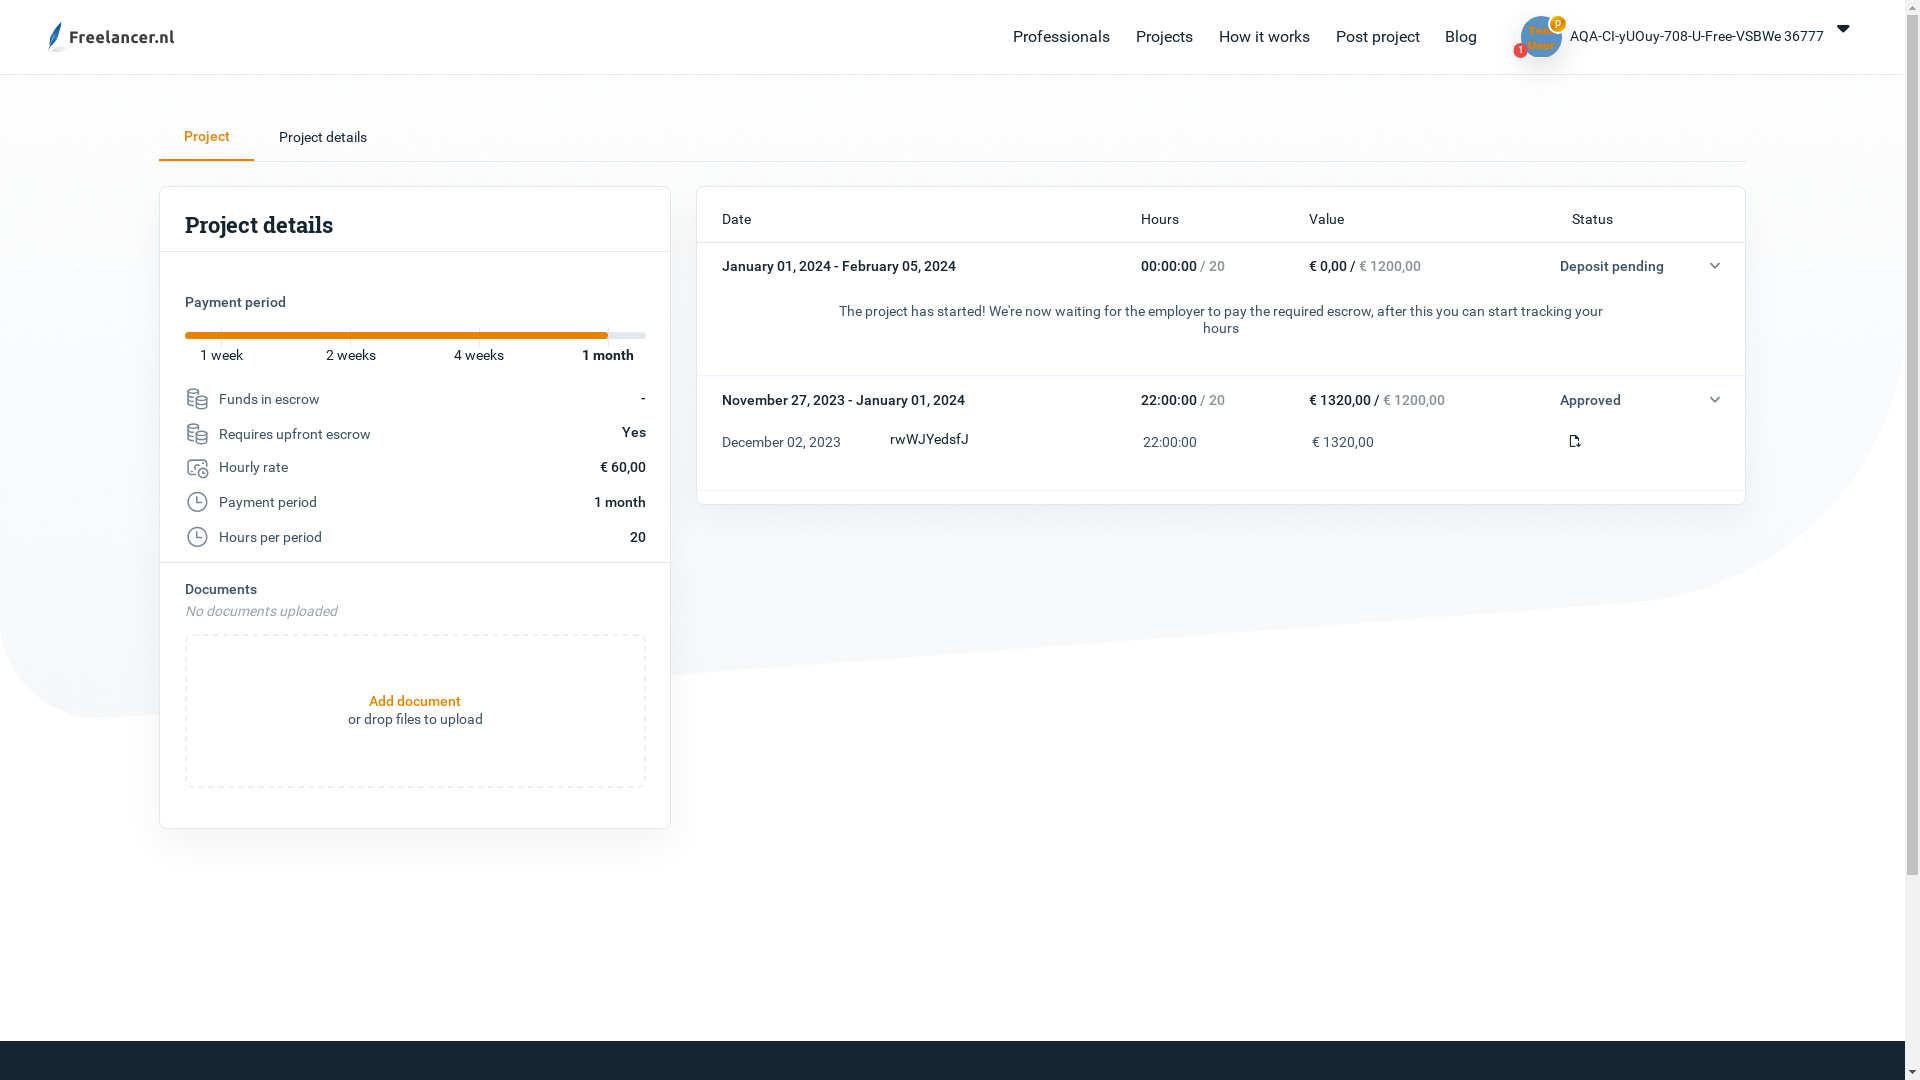 Freelancer.nl
Professionals
Projects
How it works
Post project
Blog
P
1
AQA-CI-yUOuy-708-U-Free-VSBWe 36777
Project
Project details
Project details
Payment period
1 week
2 weeks
4 weeks
1 month
Funds in escrow
-
Requires upfront escrow
Yes
Hourly rate
€ 60,00
Payment period
1 month
Hours per period
20
Documents
No documents uploaded
Add document
or drop files to upload
Date
Hours
Value
Status
January 01, 2024 - February 05, 2024
00:00:00 / 20
€ 0,00 / € 1200,00
Deposit pending
The project has started! We're now waiting for the employer to pay the required escrow, after this you can start tracking your
hours
November 27, 2023 - January 01, 2024
22:00:00 / 20
€ 1320,00 / € 1200,00
Approved
December 02, 2023
rwWJYedsfJ
22:00:00
€ 1320,00